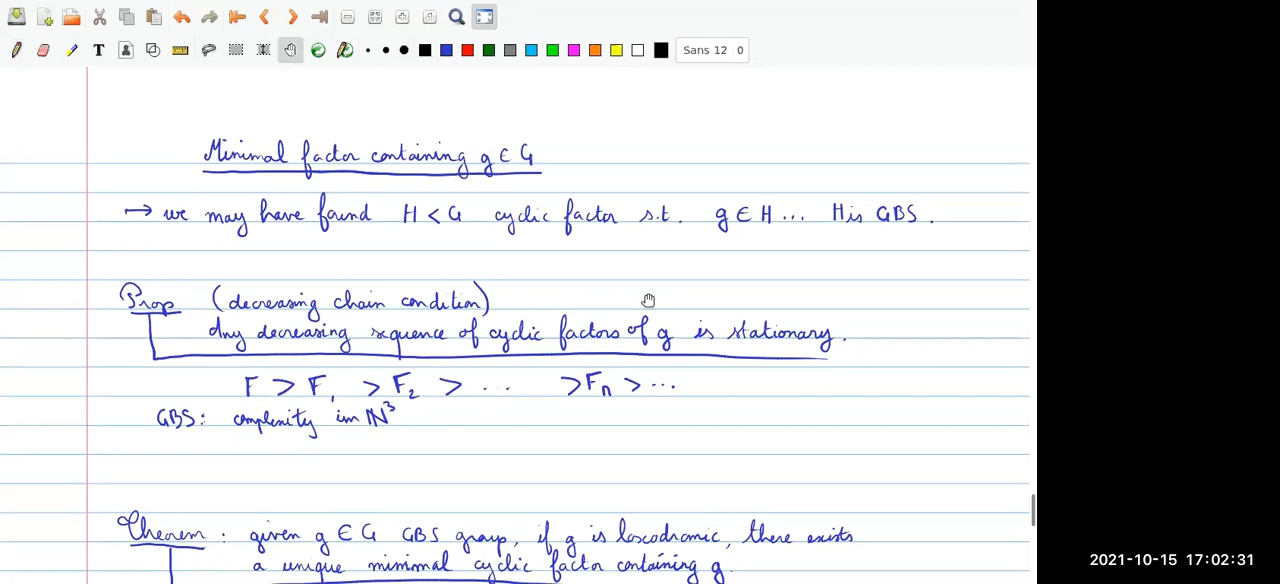 Sans 12 0
Minimal factor containing g ∈ G
↦ we may have found H < G cyclic factor s.t. g ∈ H ... H is GBS.
Prop (decreasing chain condition)
Any decreasing sequence of cyclic factors of g is stationary.
F > F₁ > F₂ > ... > Fₙ > ...
GBS: complexity in ℕ³
Theorem : given g ∈ G GBS group, if g is loxodromic, there exists
a unique minimal cyclic factor containing g.
2021-10-15 17:02:31